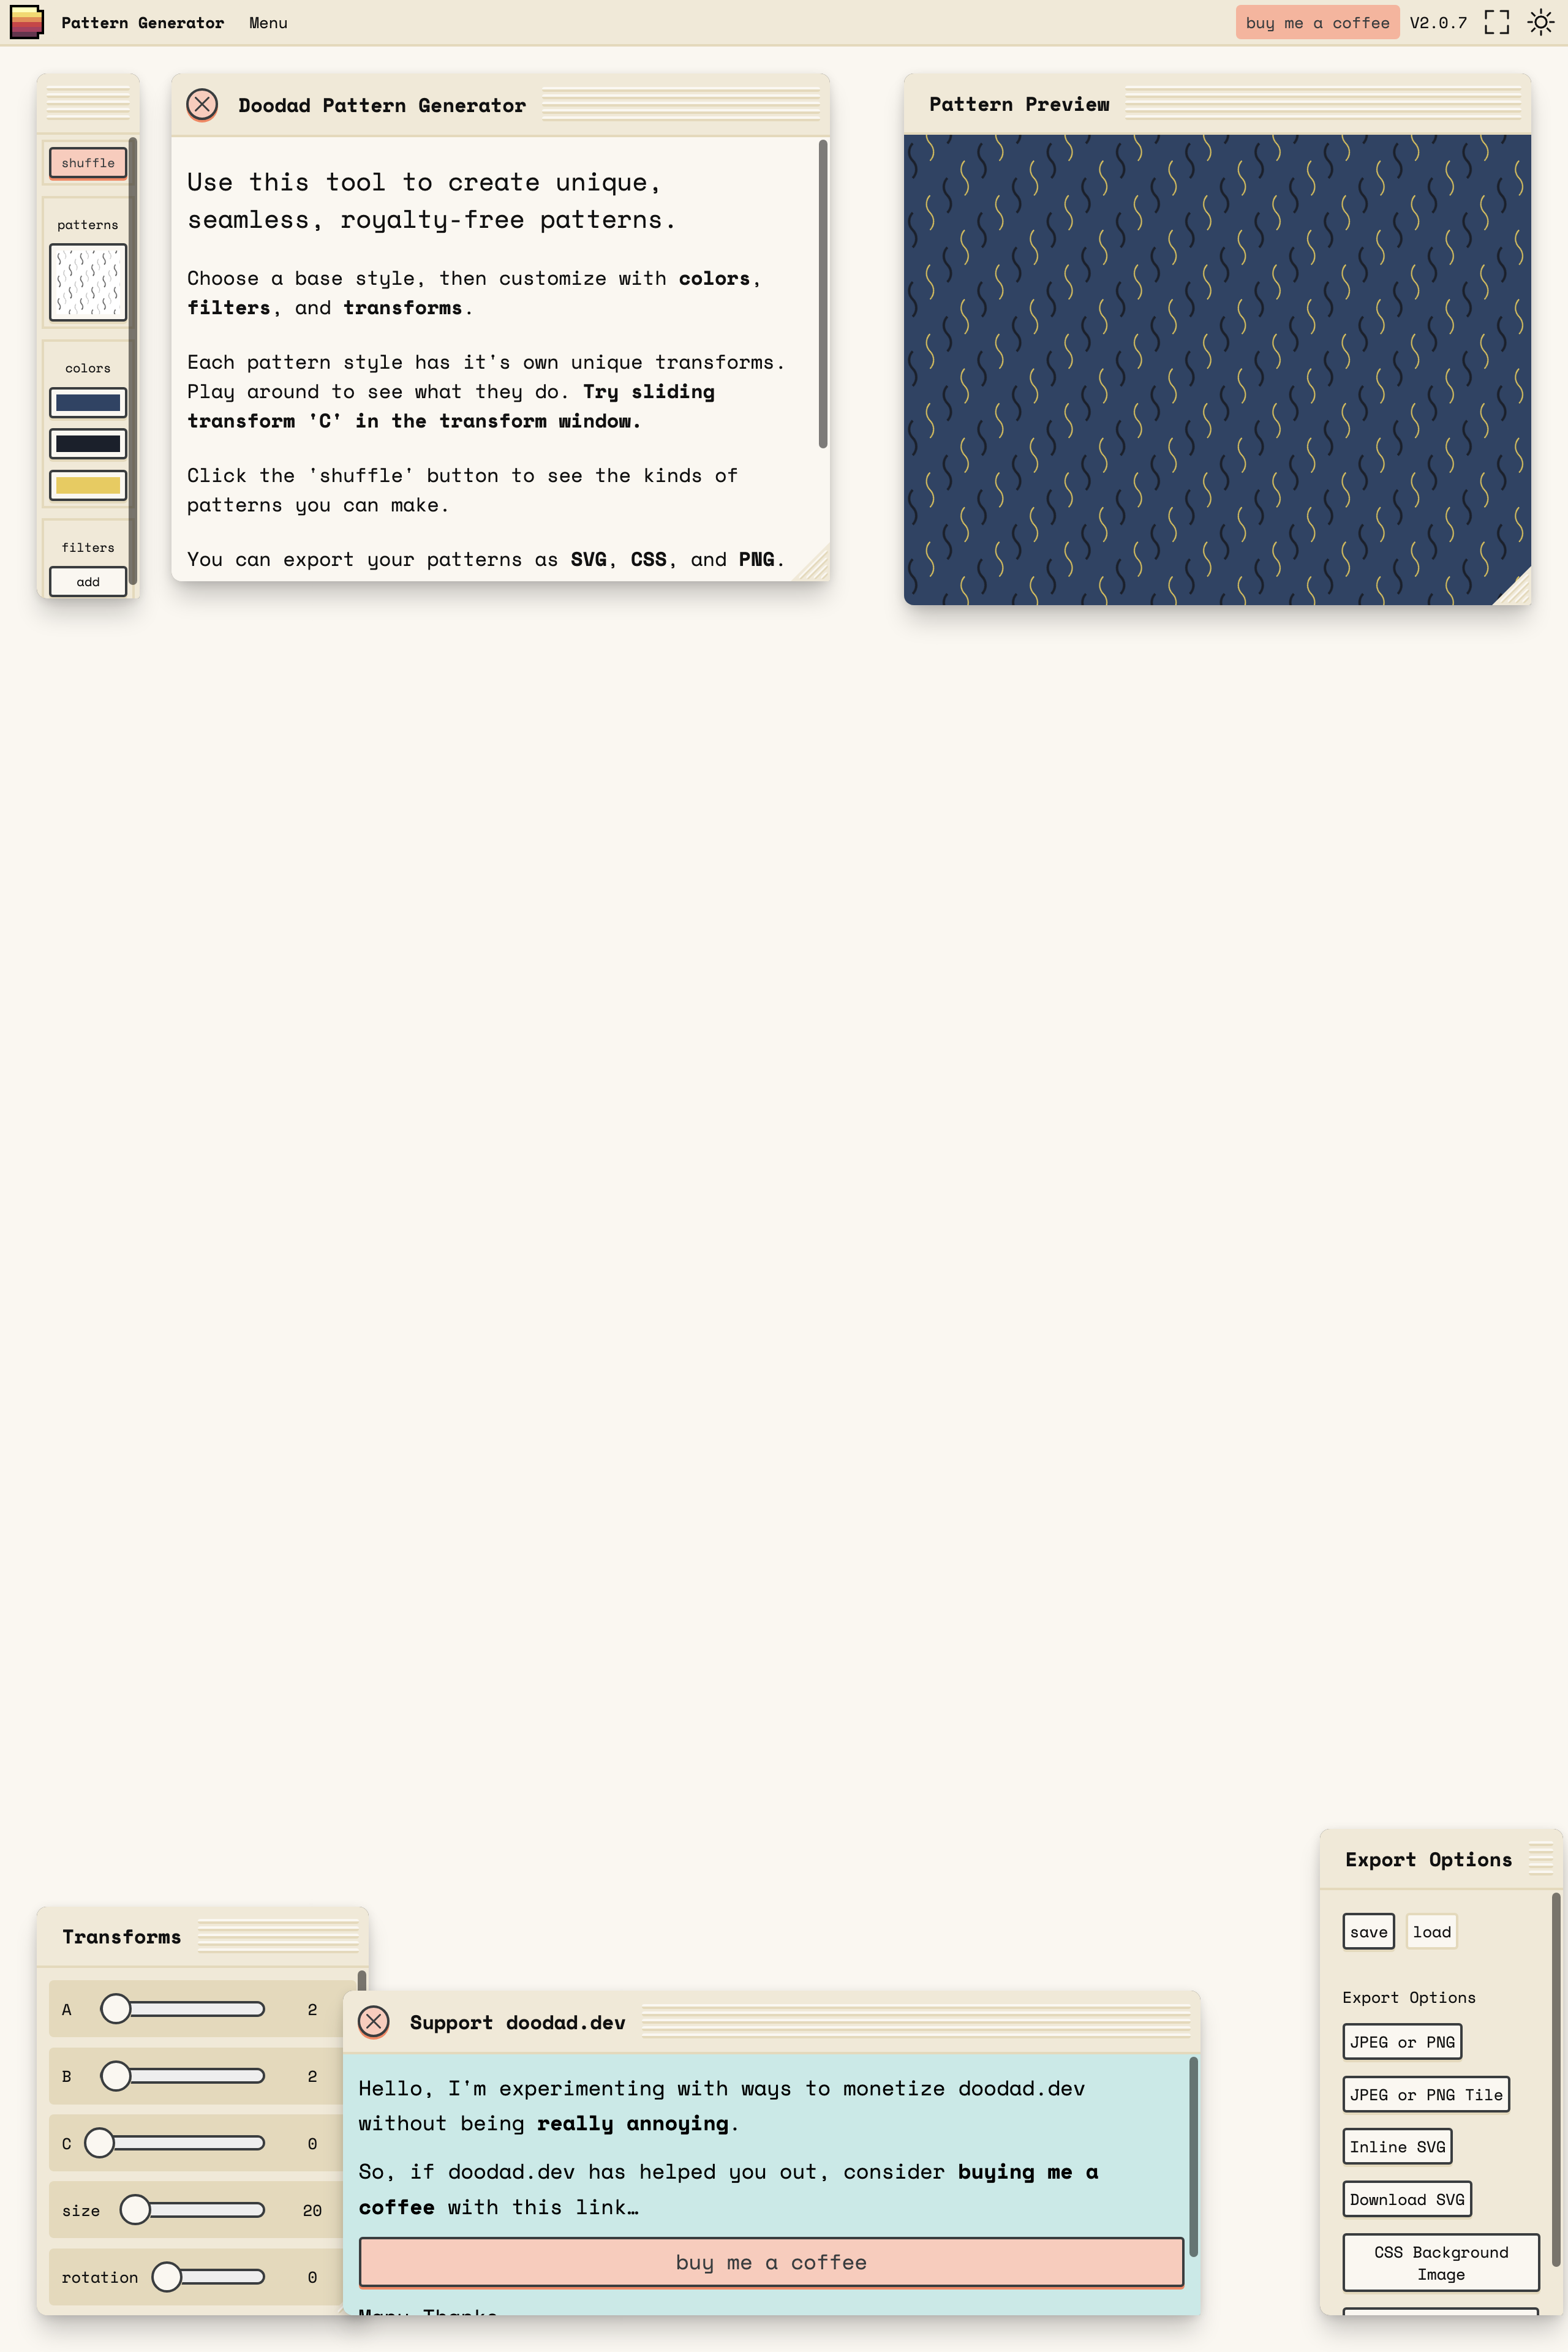 Pattern Generator Menu buy me a coffee V2.0.7
shuffle
patterns
colors
filters
add
Doodad Pattern Generator
Use this tool to create unique,
seamless, royalty-free patterns.
Choose a base style, then customize with colors,
filters, and transforms.
Each pattern style has it's own unique transforms.
Play around to see what they do. Try sliding
transform 'C' in the transform window.
Click the 'shuffle' button to see the kinds of
patterns you can make.
You can export your patterns as SVG, CSS, and PNG.
Pattern Preview
Transforms
A 2
B 2
C 0
size 20
rotation 0
Support doodad.dev
Hello, I'm experimenting with ways to monetize doodad.dev
without being really annoying.
So, if doodad.dev has helped you out, consider buying me a
coffee with this link…
buy me a coffee
Many Thanks
Export Options
save load
Export Options
JPEG or PNG
JPEG or PNG Tile
Inline SVG
Download SVG
CSS Background
Image